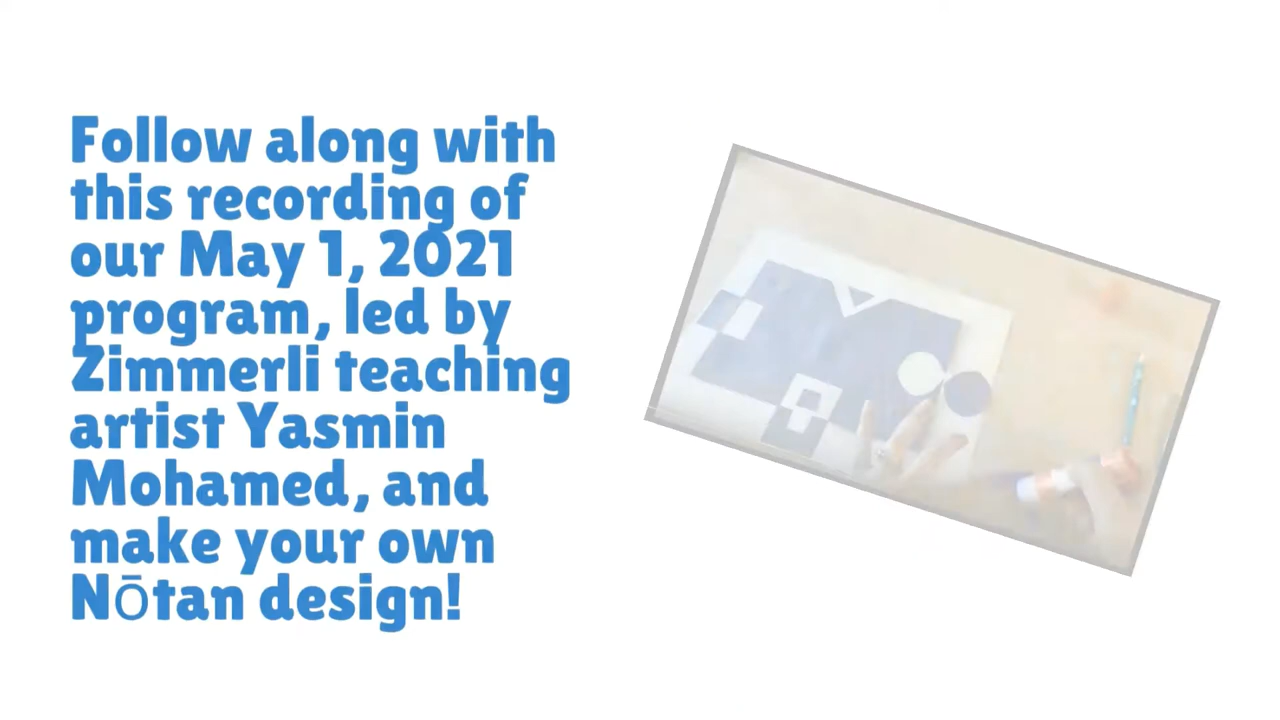 Follow along with
this recording of
our May 1, 2021
program, led by
Zimmerli teaching
artist Yasmin
Mohamed, and
make your own
Nōtan design!